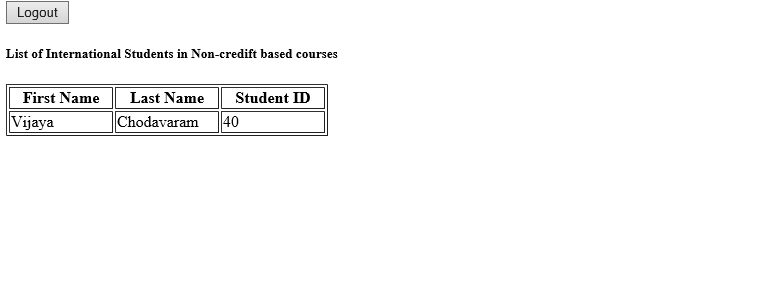 Logout
List of International Students in Non-credift based courses
First Name Last Name Student ID
Vijaya Chodavaram 40